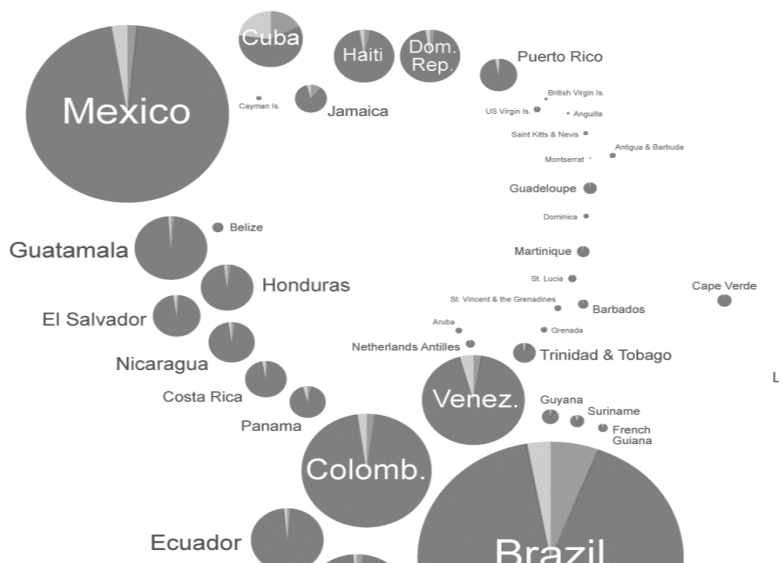 Cuba
Haiti
Dom.
Rep.
Puerto Rico
Mexico
Cayman Is.
Jamaica
British Virgin Is.
US Virgin Is.
Anguilla
Saint Kitts & Nevis
Antigua & Barbuda
Montserrat
Guadeloupe
Dominica
Guatamala
Belize
Martinique
Honduras
St. Lucia
Cape Verde
St. Vincent & the Grenadines
Barbados
El Salvador
Aruba
Grenada
Netherlands Antilles
Trinidad & Tobago
Nicaragua
L
Costa Rica
Venez.
Guyana
Suriname
Panama
French
Guiana
Colomb.
Ecuador
Brazil